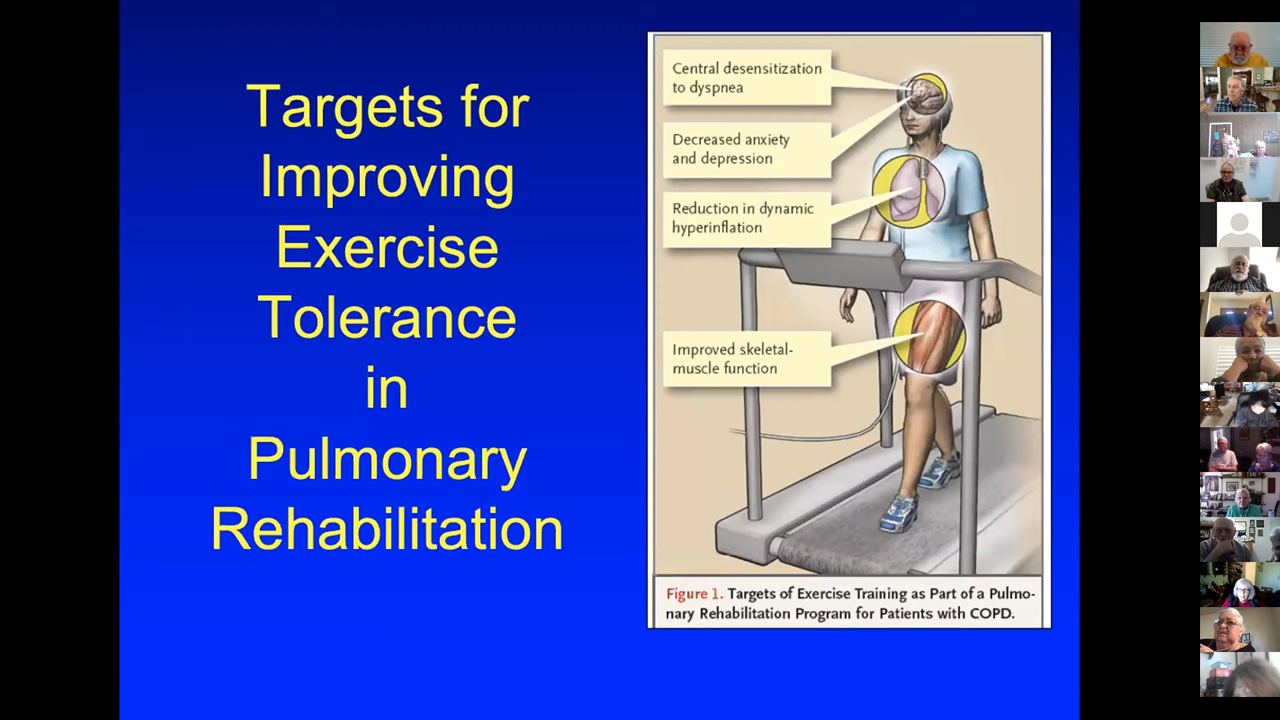 Targets for
Improving
Exercise
Tolerance
in
Pulmonary
Rehabilitation
Central desensitization
to dyspnea
Decreased anxiety
and depression
Reduction in dynamic
hyperinflation
Improved skeletal-
muscle function
Figure 1. Targets of Exercise Training as Part of a Pulmo-
nary Rehabilitation Program for Patients with COPD.